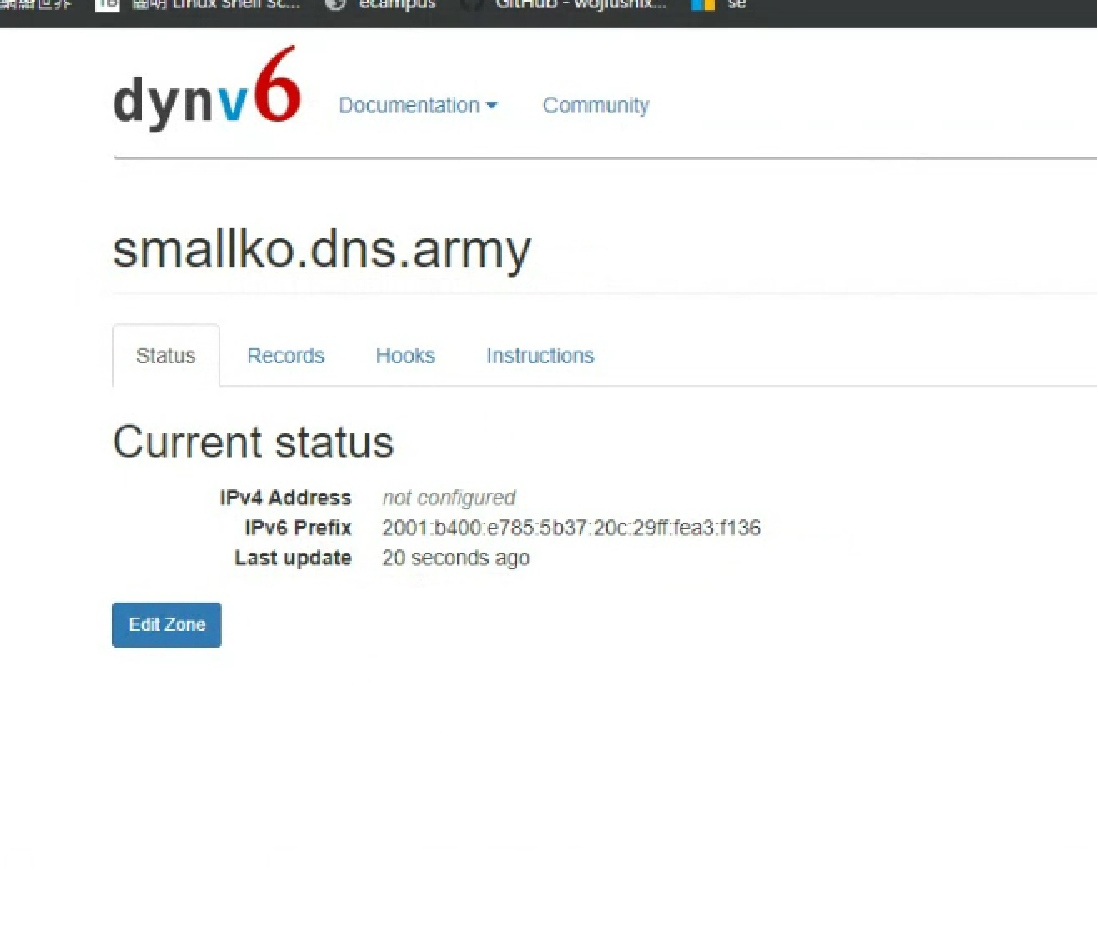 Linux Shell Sc... ecampus GitHub - wojiushix... se
dynv6 Documentation Community
smallko.dns.army
Status Records Hooks Instructions
Current status
IPv4 Address not configured
IPv6 Prefix 2001:b400:e785:5b37:20c:29ff:fea3:f136
Last update 20 seconds ago
Edit Zone